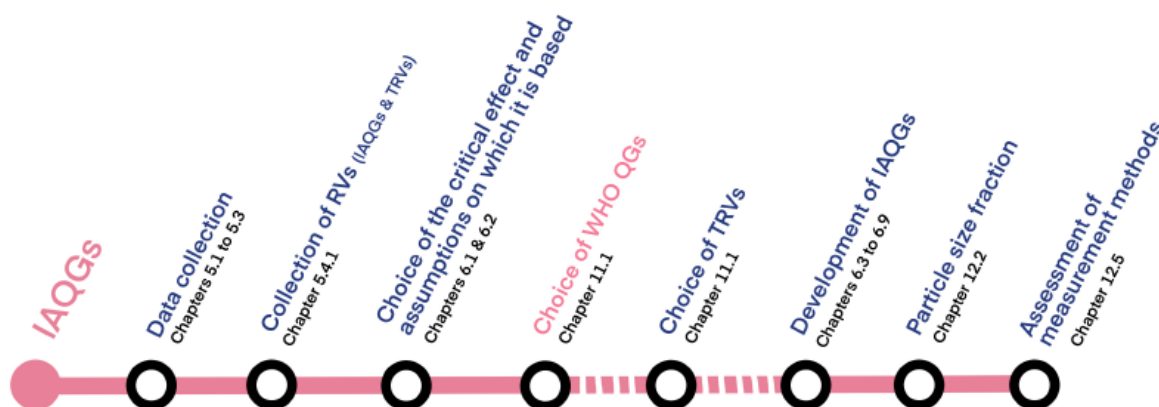 IAQGs
Data collection
Chapters 5.1 to 5.3
Collection of RVs (IAQGs & TRVs)
Chapter 5.4.1
Choice of the critical effect and
assumptions on which it is based
Chapters 6.1 & 6.2
Choice of WHO QGs
Chapter 11.1
Choice of TRVs
Chapter 11.1
Development of IAQGs
Chapters 6.3 to 6.9
Particle size fraction
Chapter 12.2
Assessment of
measurement methods
Chapter 12.5